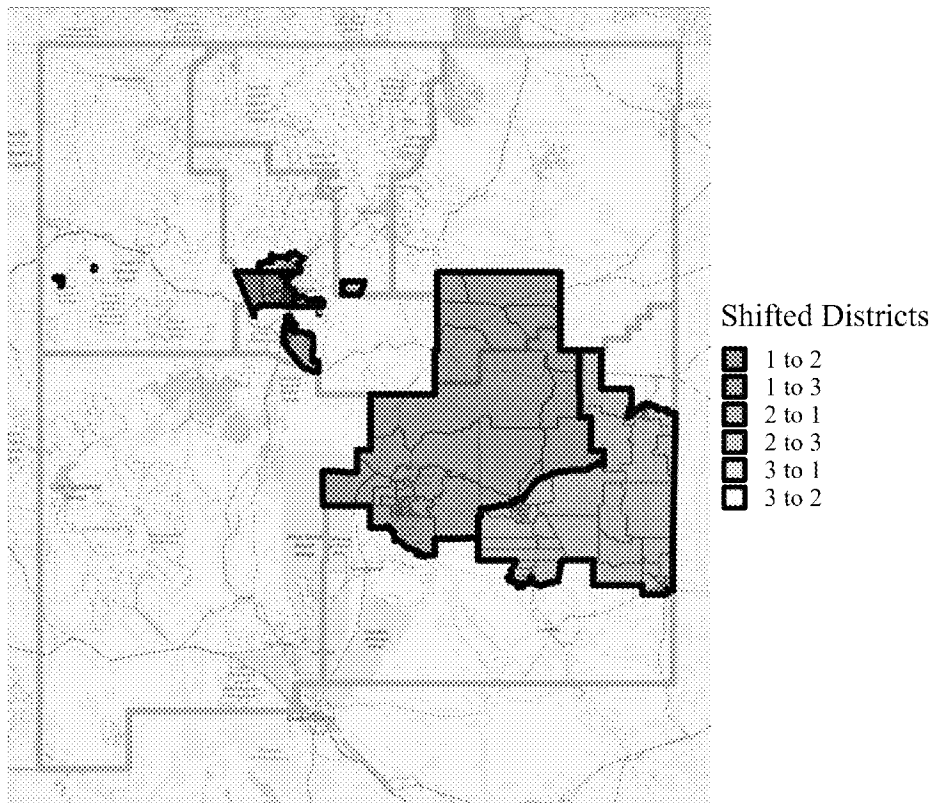 Shifted Districts
1 to 2
1 to 3
2 to 1
2 to 3
3 to 1
3 to 2